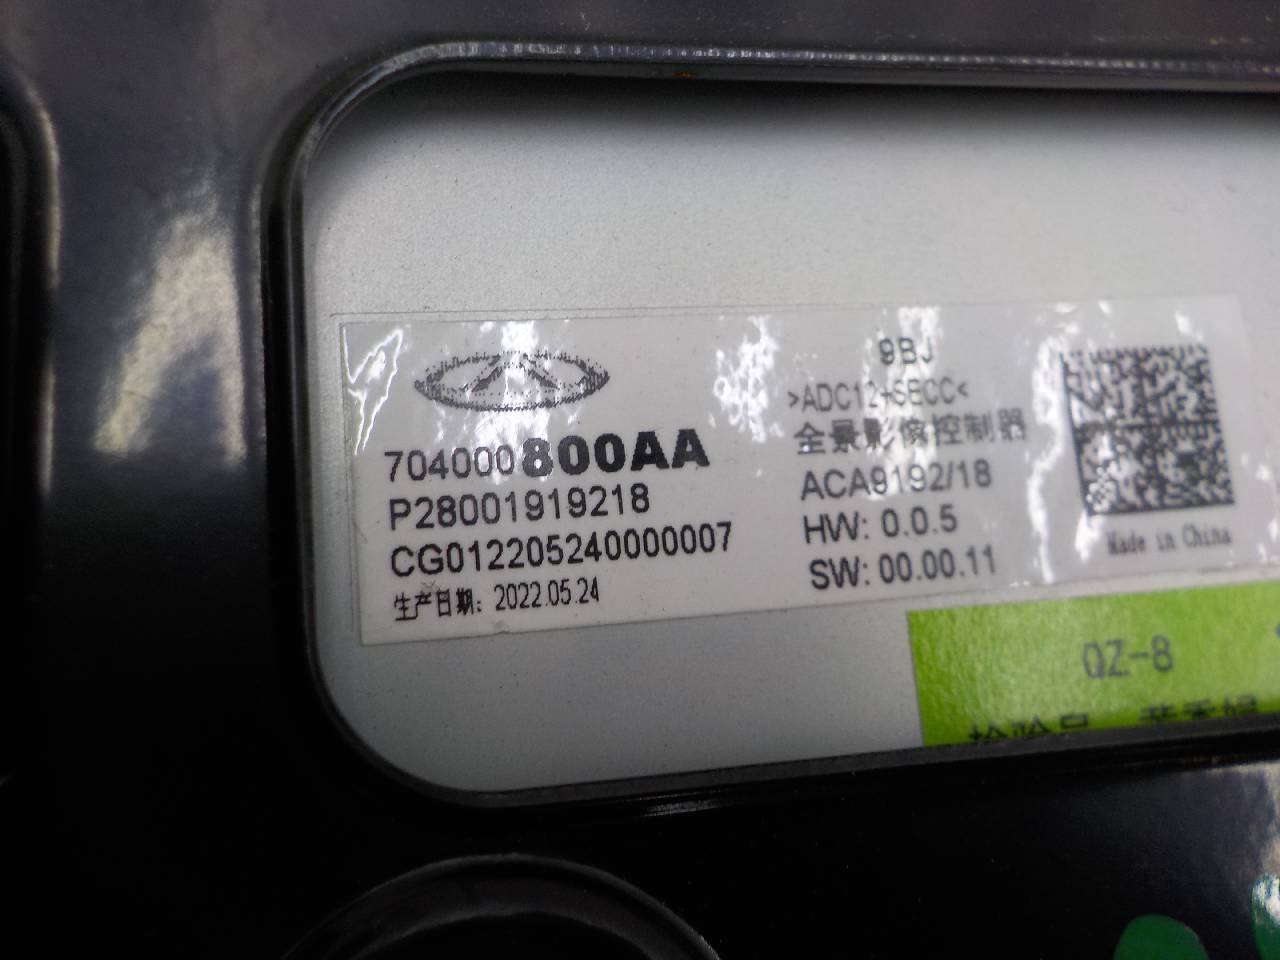 704000800AA
P28001919218
CG012205240000007
生产日期: 2022.05.24
9BJ
>ADC12+SECC<
全景影像控制器
ACA9192/18
HW: 0.0.5
SW: 00.00.11
Made in China
QZ-8